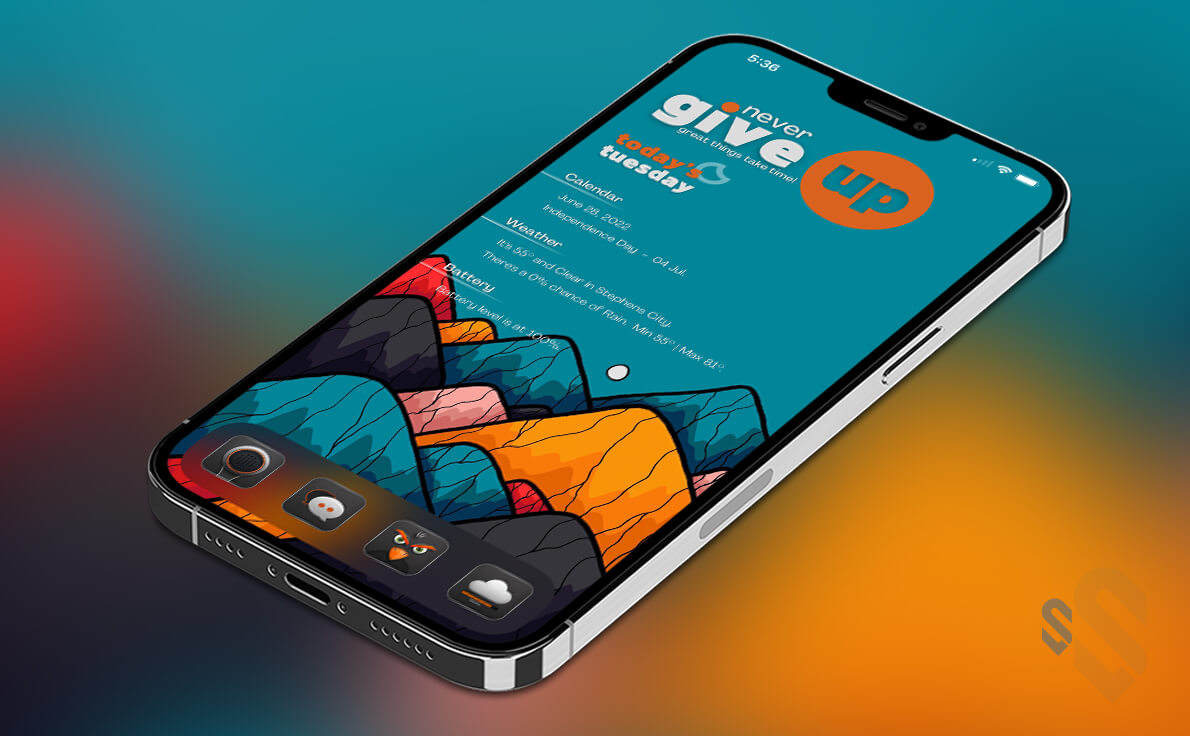 5:36
never
give
up
great things take time!
today's
tuesday
Calendar
June 28, 2022
Independence Day - 04 Jul.
Weather
It's 55° and Clear in Stephens City.
Theres a 0% chance of Rain. Min 55° | Max 81°.
Battery
Battery level is at 100%.